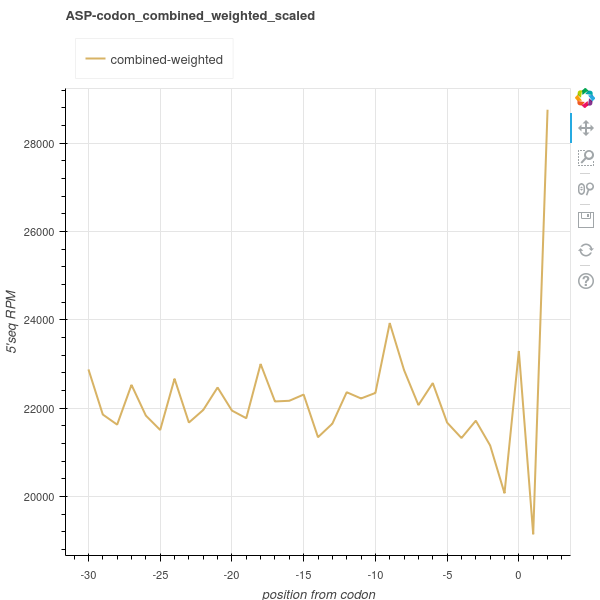 ASP-codon_combined_weighted_scaled
combined-weighted
28000
26000
24000
22000
20000
5'seq RPM
-30 -25 -20 -15 -10 -5 0
position from codon